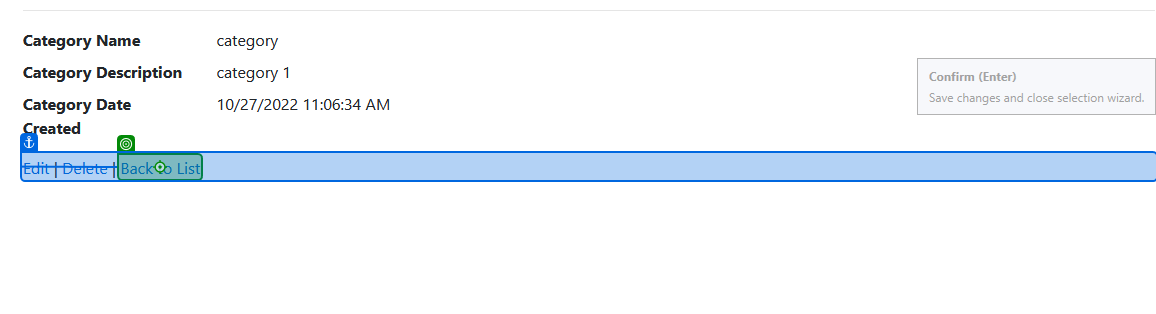 Category Name category
Category Description category 1
Category Date Created 10/27/2022 11:06:34 AM
Confirm (Enter)
Save changes and close selection wizard.
Edit | Delete | Back to List